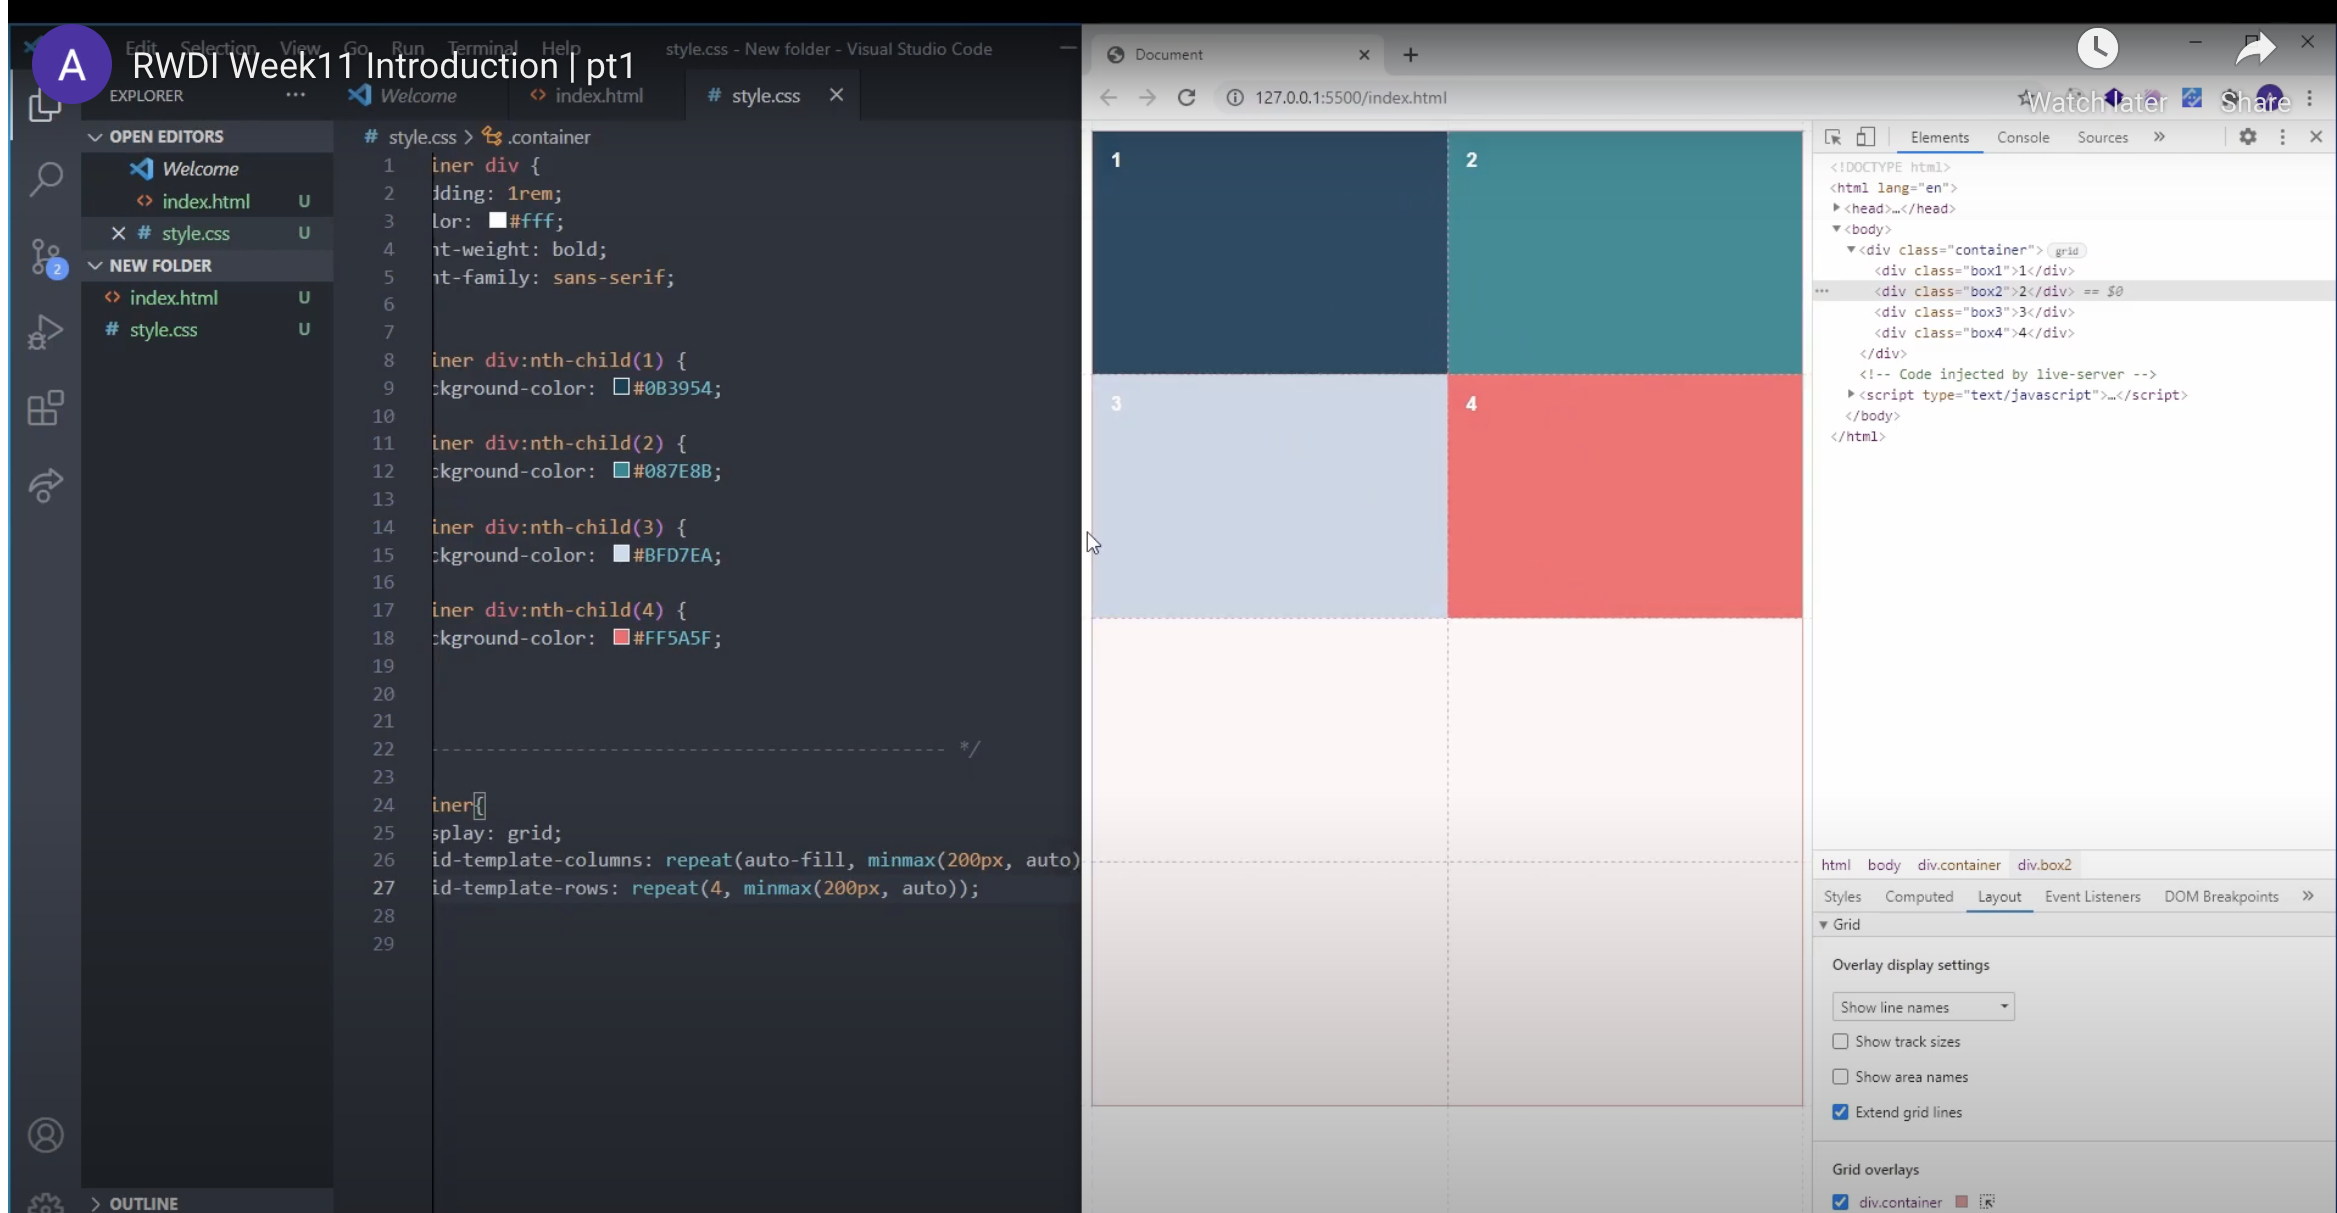 Edit Selection View Go Run Terminal Help
style.css - New folder - Visual Studio Code
A
RWDI Week11 Introduction | pt1
Watch later
Share
EXPLORER
Welcome
index.html
style.css
OPEN EDITORS
Welcome
index.html U
style.css U
NEW FOLDER
index.html U
style.css U
2
OUTLINE
# style.css > .container
1 iner div {
2 dding: 1rem;
3 lor: #fff;
4 nt-weight: bold;
5 nt-family: sans-serif;
6
7
8 iner div:nth-child(1) {
9 ckground-color: #0B3954;
10
11 iner div:nth-child(2) {
12 ckground-color: #087E8B;
13
14 iner div:nth-child(3) {
15 ckground-color: #BFD7EA;
16
17 iner div:nth-child(4) {
18 ckground-color: #FF5A5F;
19
20
21
22 --------------------------------------------- */
23
24 iner{
25 splay: grid;
26 id-template-columns: repeat(auto-fill, minmax(200px, auto)
27 id-template-rows: repeat(4, minmax(200px, auto));
28
29
Document
127.0.0.1:5500/index.html
1
2
3
4
Elements Console Sources
<!DOCTYPE html>
<html lang="en">
<head>…</head>
<body>
<div class="container"> grid
<div class="box1">1</div>
<div class="box2">2</div> == $0
<div class="box3">3</div>
<div class="box4">4</div>
</div>
<!-- Code injected by live-server -->
<script type="text/javascript">…</script>
</body>
</html>
html body div.container div.box2
Styles Computed Layout Event Listeners DOM Breakpoints
Grid
Overlay display settings
Show line names
Show track sizes
Show area names
Extend grid lines
Grid overlays
div.container